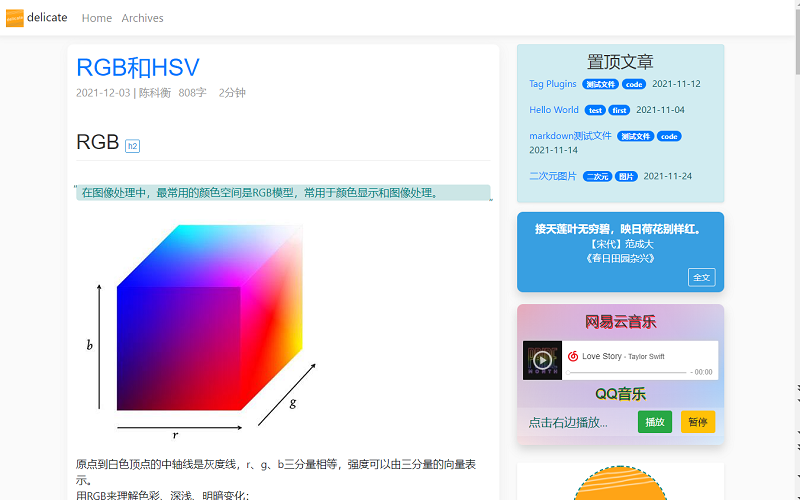 delicate Home Archives
RGB和HSV
2021-12-03 | 陈科衡 808字 2分钟
RGB h2
在图像处理中，最常用的颜色空间是RGB模型，常用于颜色显示和图像处理。
b
g
r
原点到白色顶点的中轴线是灰度线，r、g、b三分量相等，强度可以由三分量的向量表
示。
用RGB来理解色彩、深浅、明暗变化：
置顶文章
Tag Plugins 测试文件 code 2021-11-12
Hello World test first 2021-11-04
markdown测试文件 测试文件 code
2021-11-14
二次元图片 二次元 图片 2021-11-24
接天莲叶无穷碧，映日荷花别样红。
【宋代】范成大
《春日田园杂兴》
全文
网易云音乐
Love Story - Taylor Swift
- 00:00
QQ音乐
点击右边播放... 播放 暂停